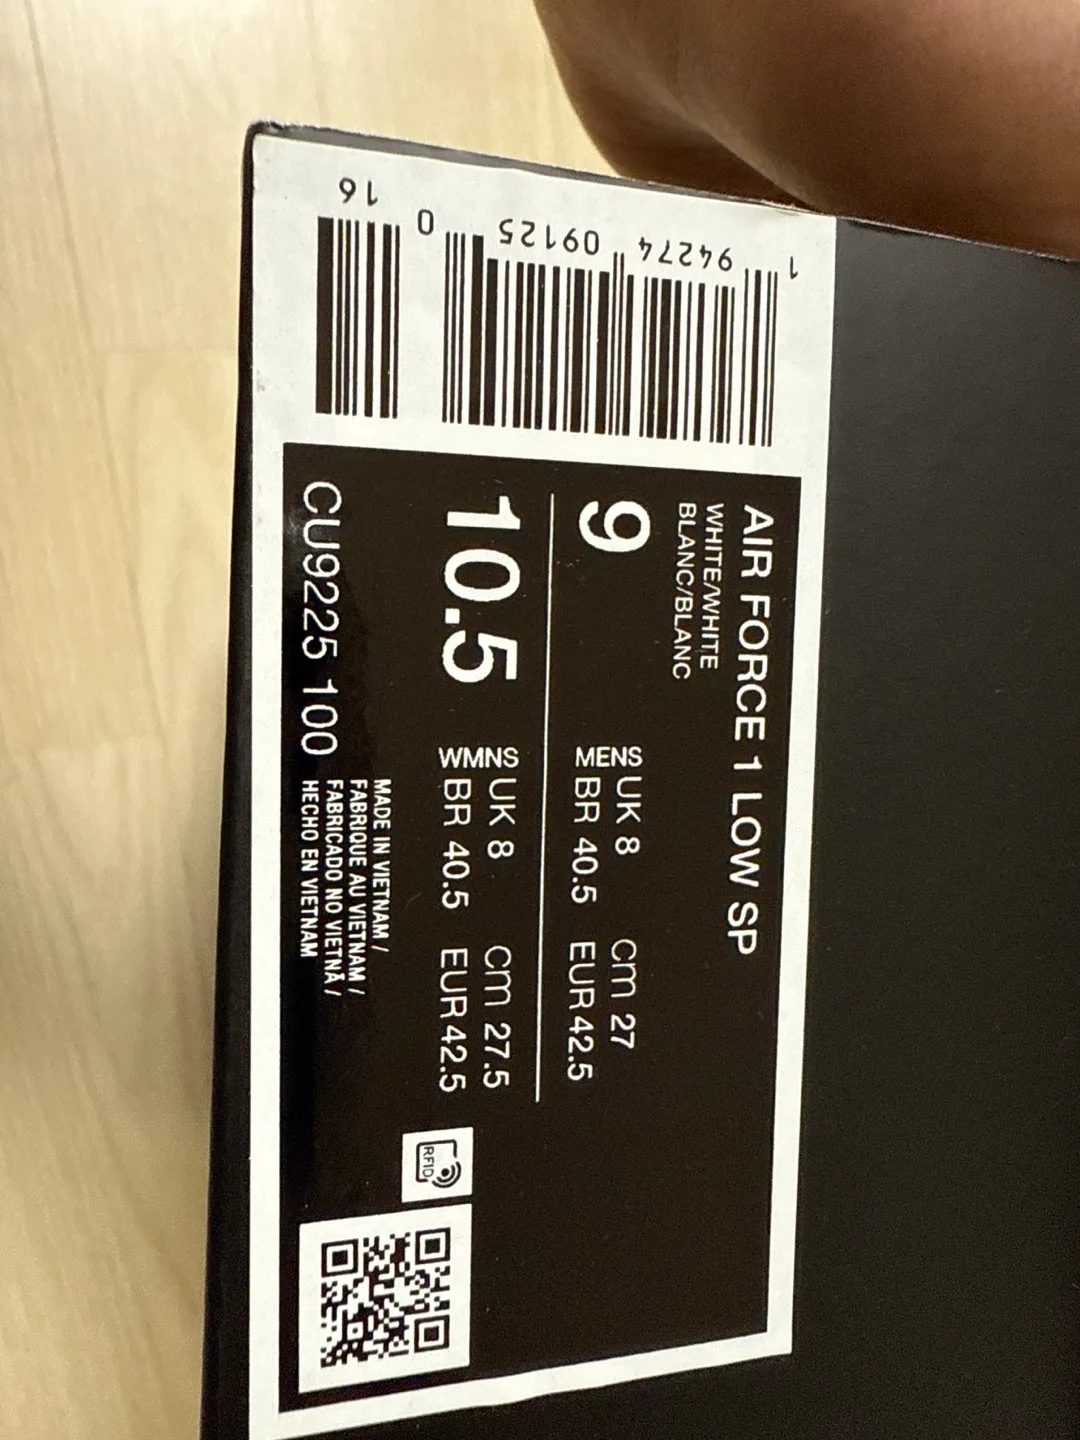 AIR FORCE 1 LOW SP
WHITE/WHITE
BLANC/BLANC
9 MENS UK 8 cm 27
BR 40.5 EUR 42.5
10.5 WMNS UK 8 cm 27.5
BR 40.5 EUR 42.5
CU9225 100
MADE IN VIETNAM /
FABRIQUE AU VIETNAM /
FABRICADO NO VIETNÃ /
HECHO EN VIETNAM
RFID
1 94274 09125 0 16